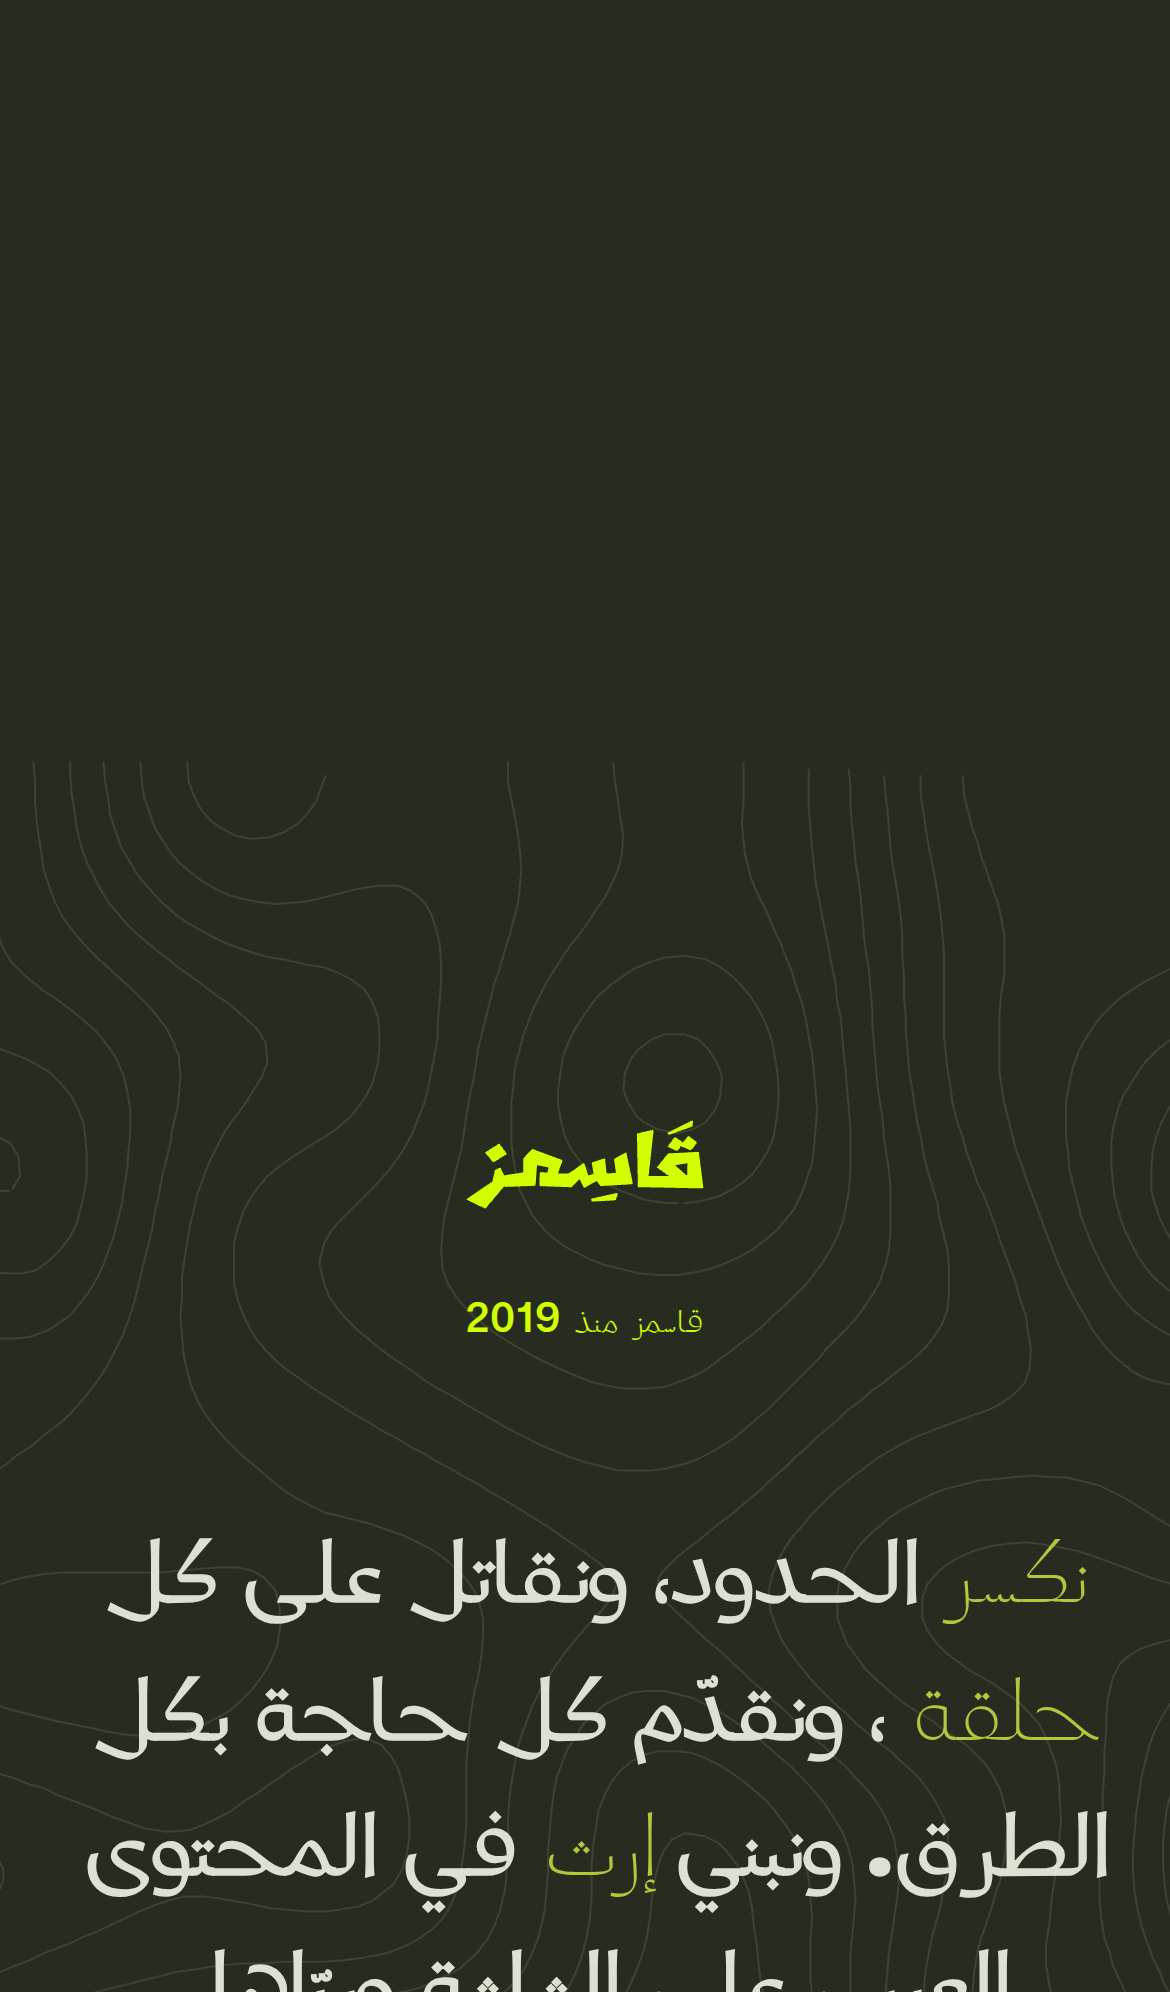 قَاسِمز
قاسمز منذ 2019
نكسر الحدود، ونقاتل على كل
حلقة ، ونقدّم كل حاجة بكل
الطرق. ونبني إرث في المحتوى